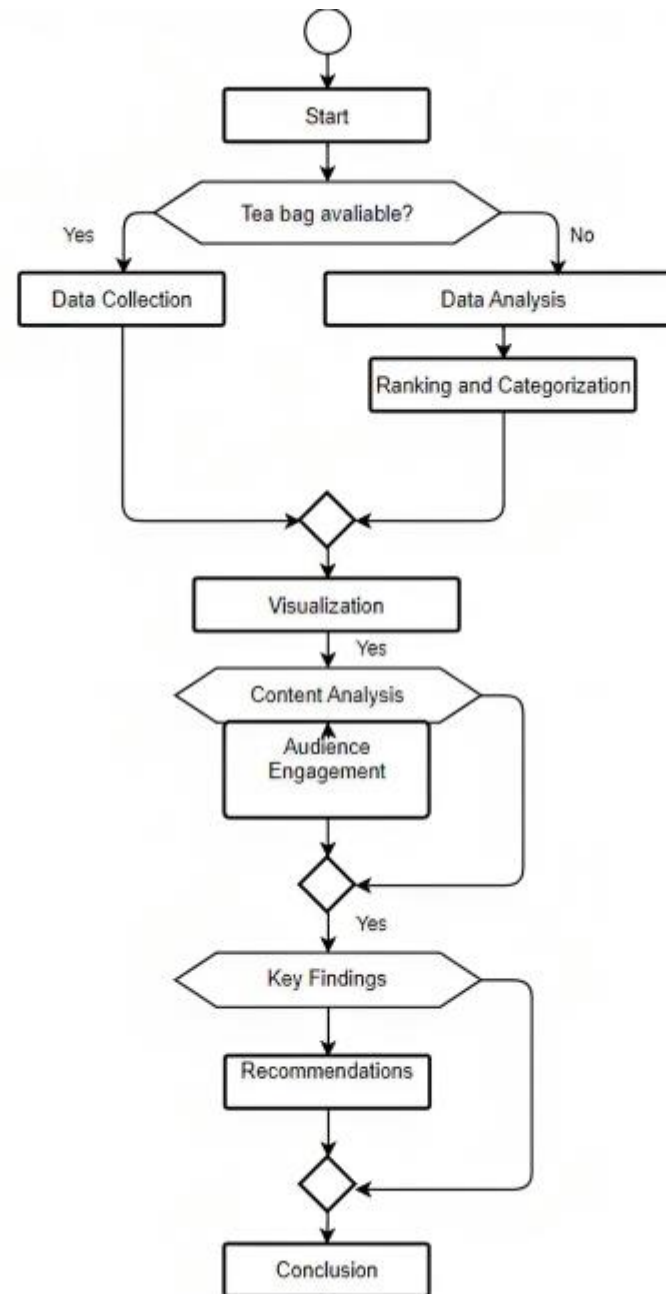 Start
Tea bag avaliable?
Yes
No
Data Collection
Data Analysis
Ranking and Categorization
Visualization
Yes
Content Analysis
Audience
Engagement
Yes
Key Findings
Recommendations
Conclusion